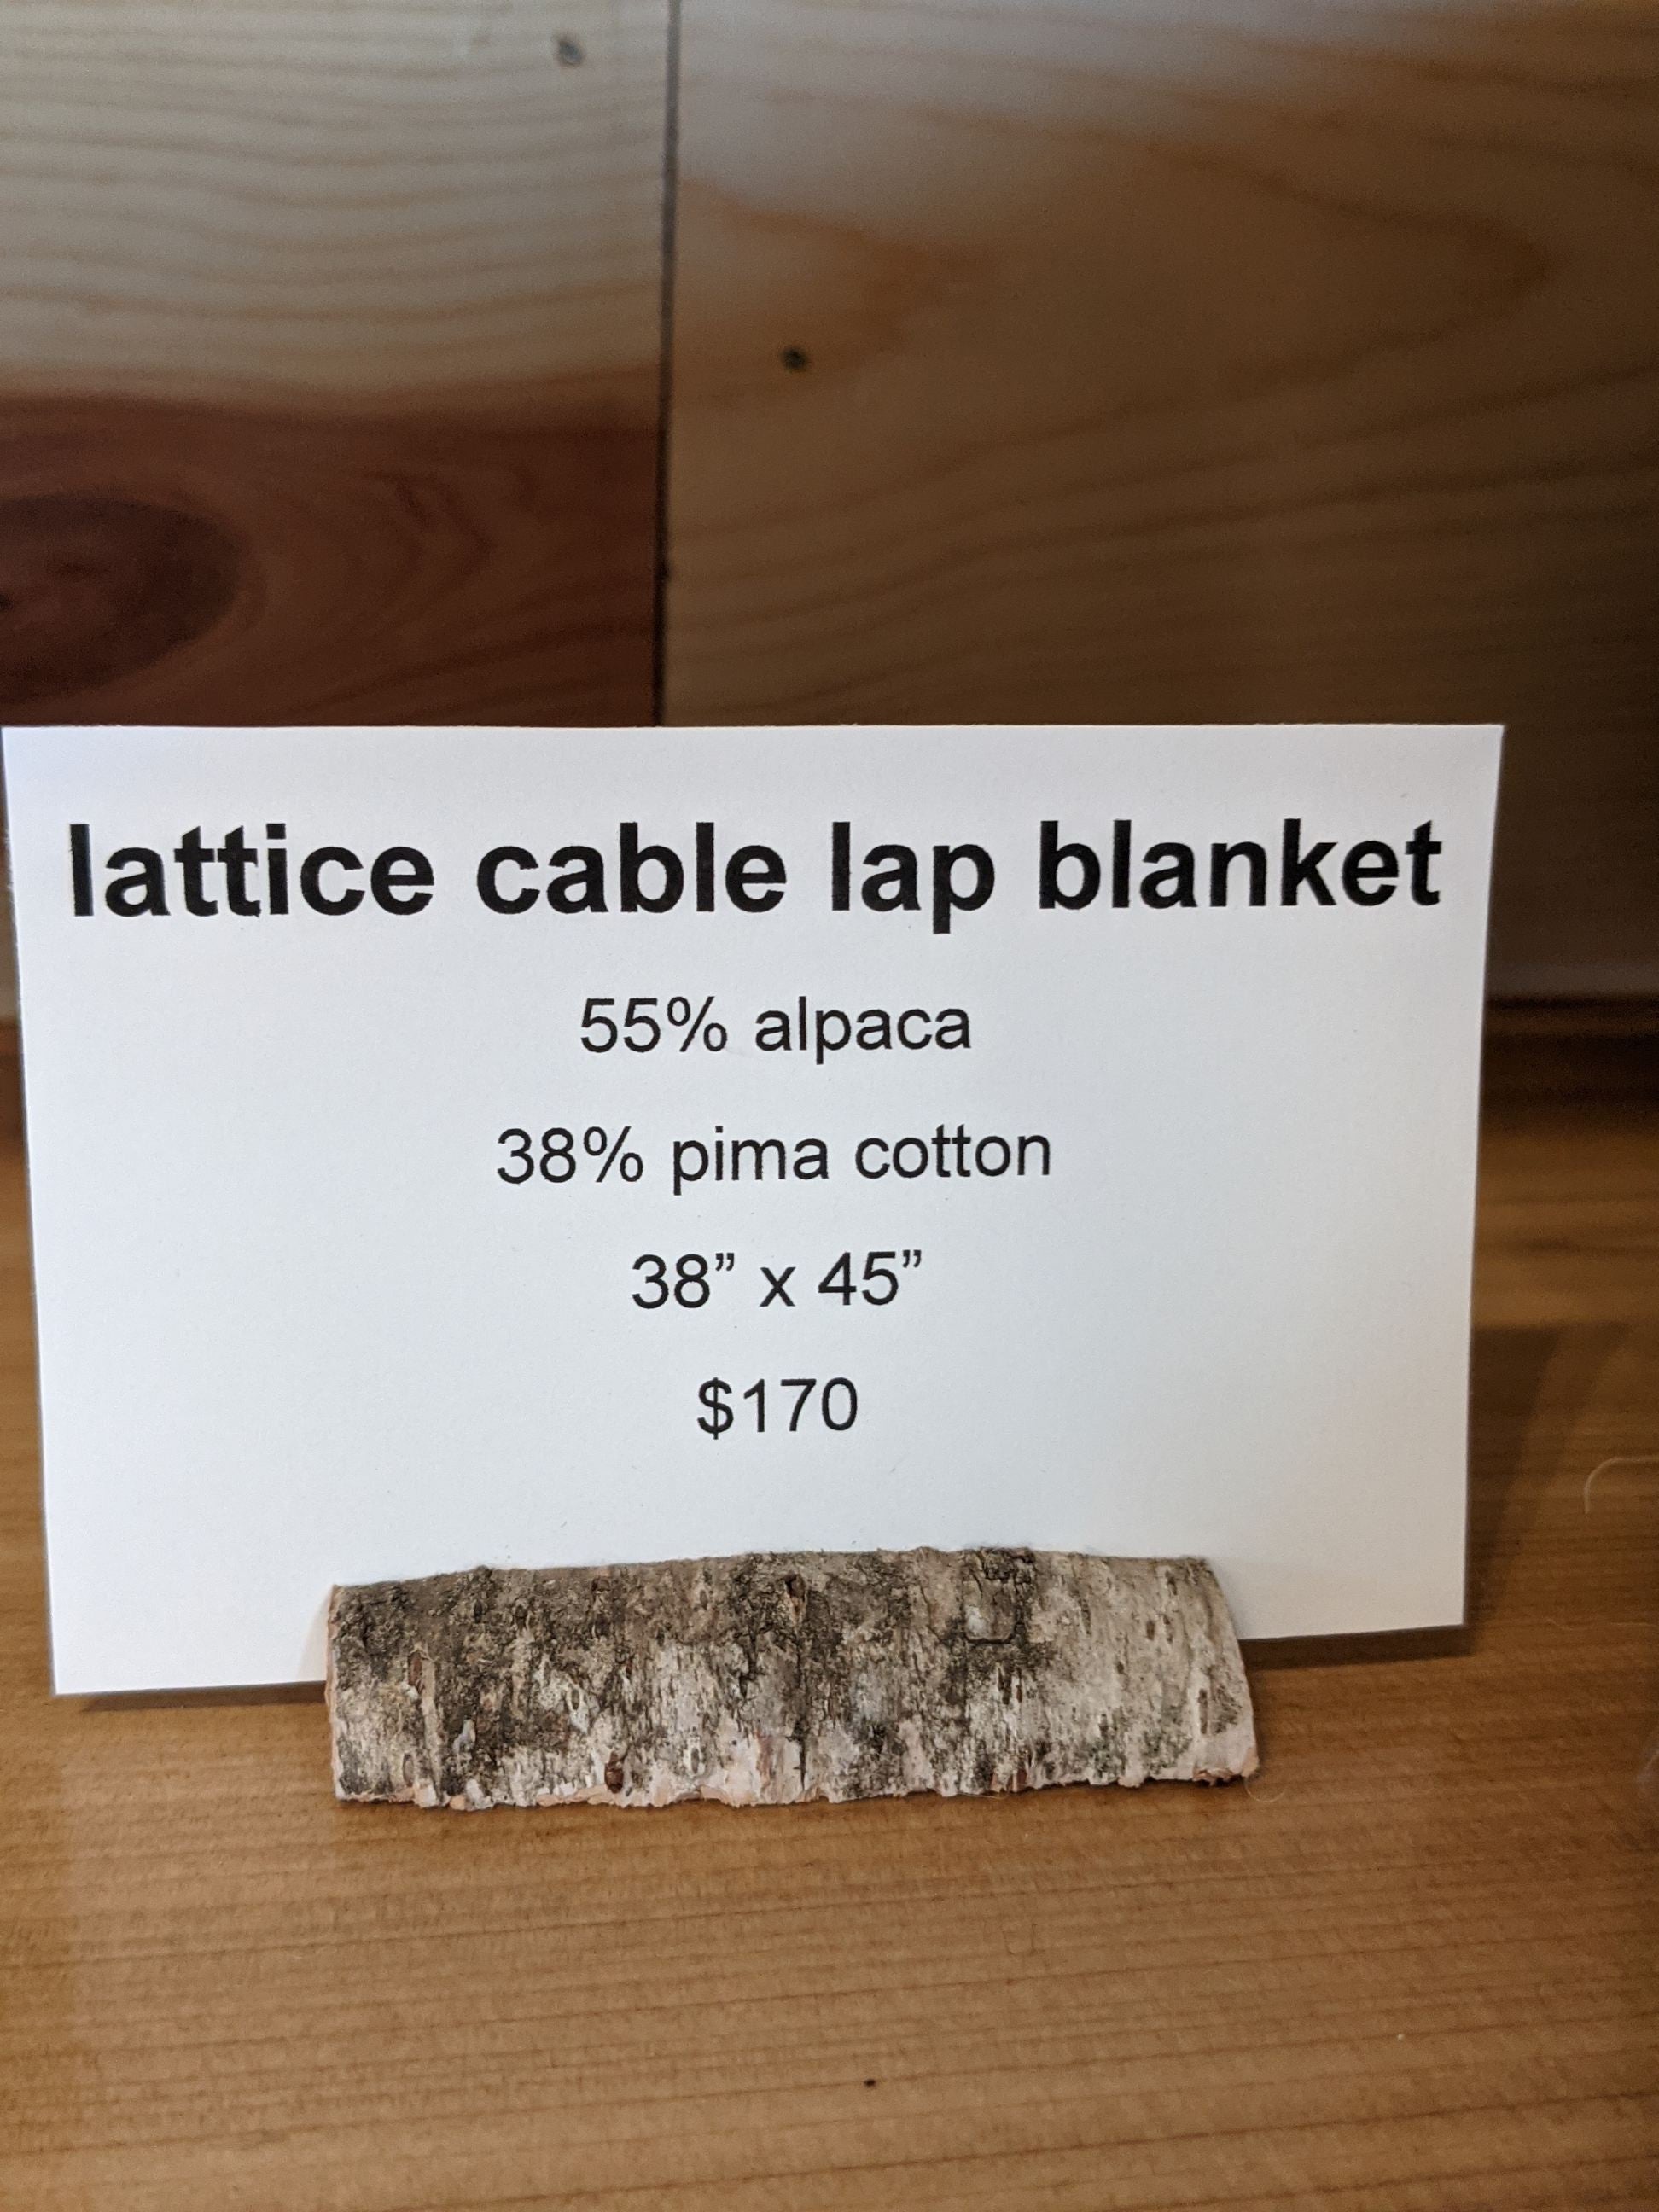 lattice cable lap blanket
55% alpaca
38% pima cotton
38” x 45”
$170